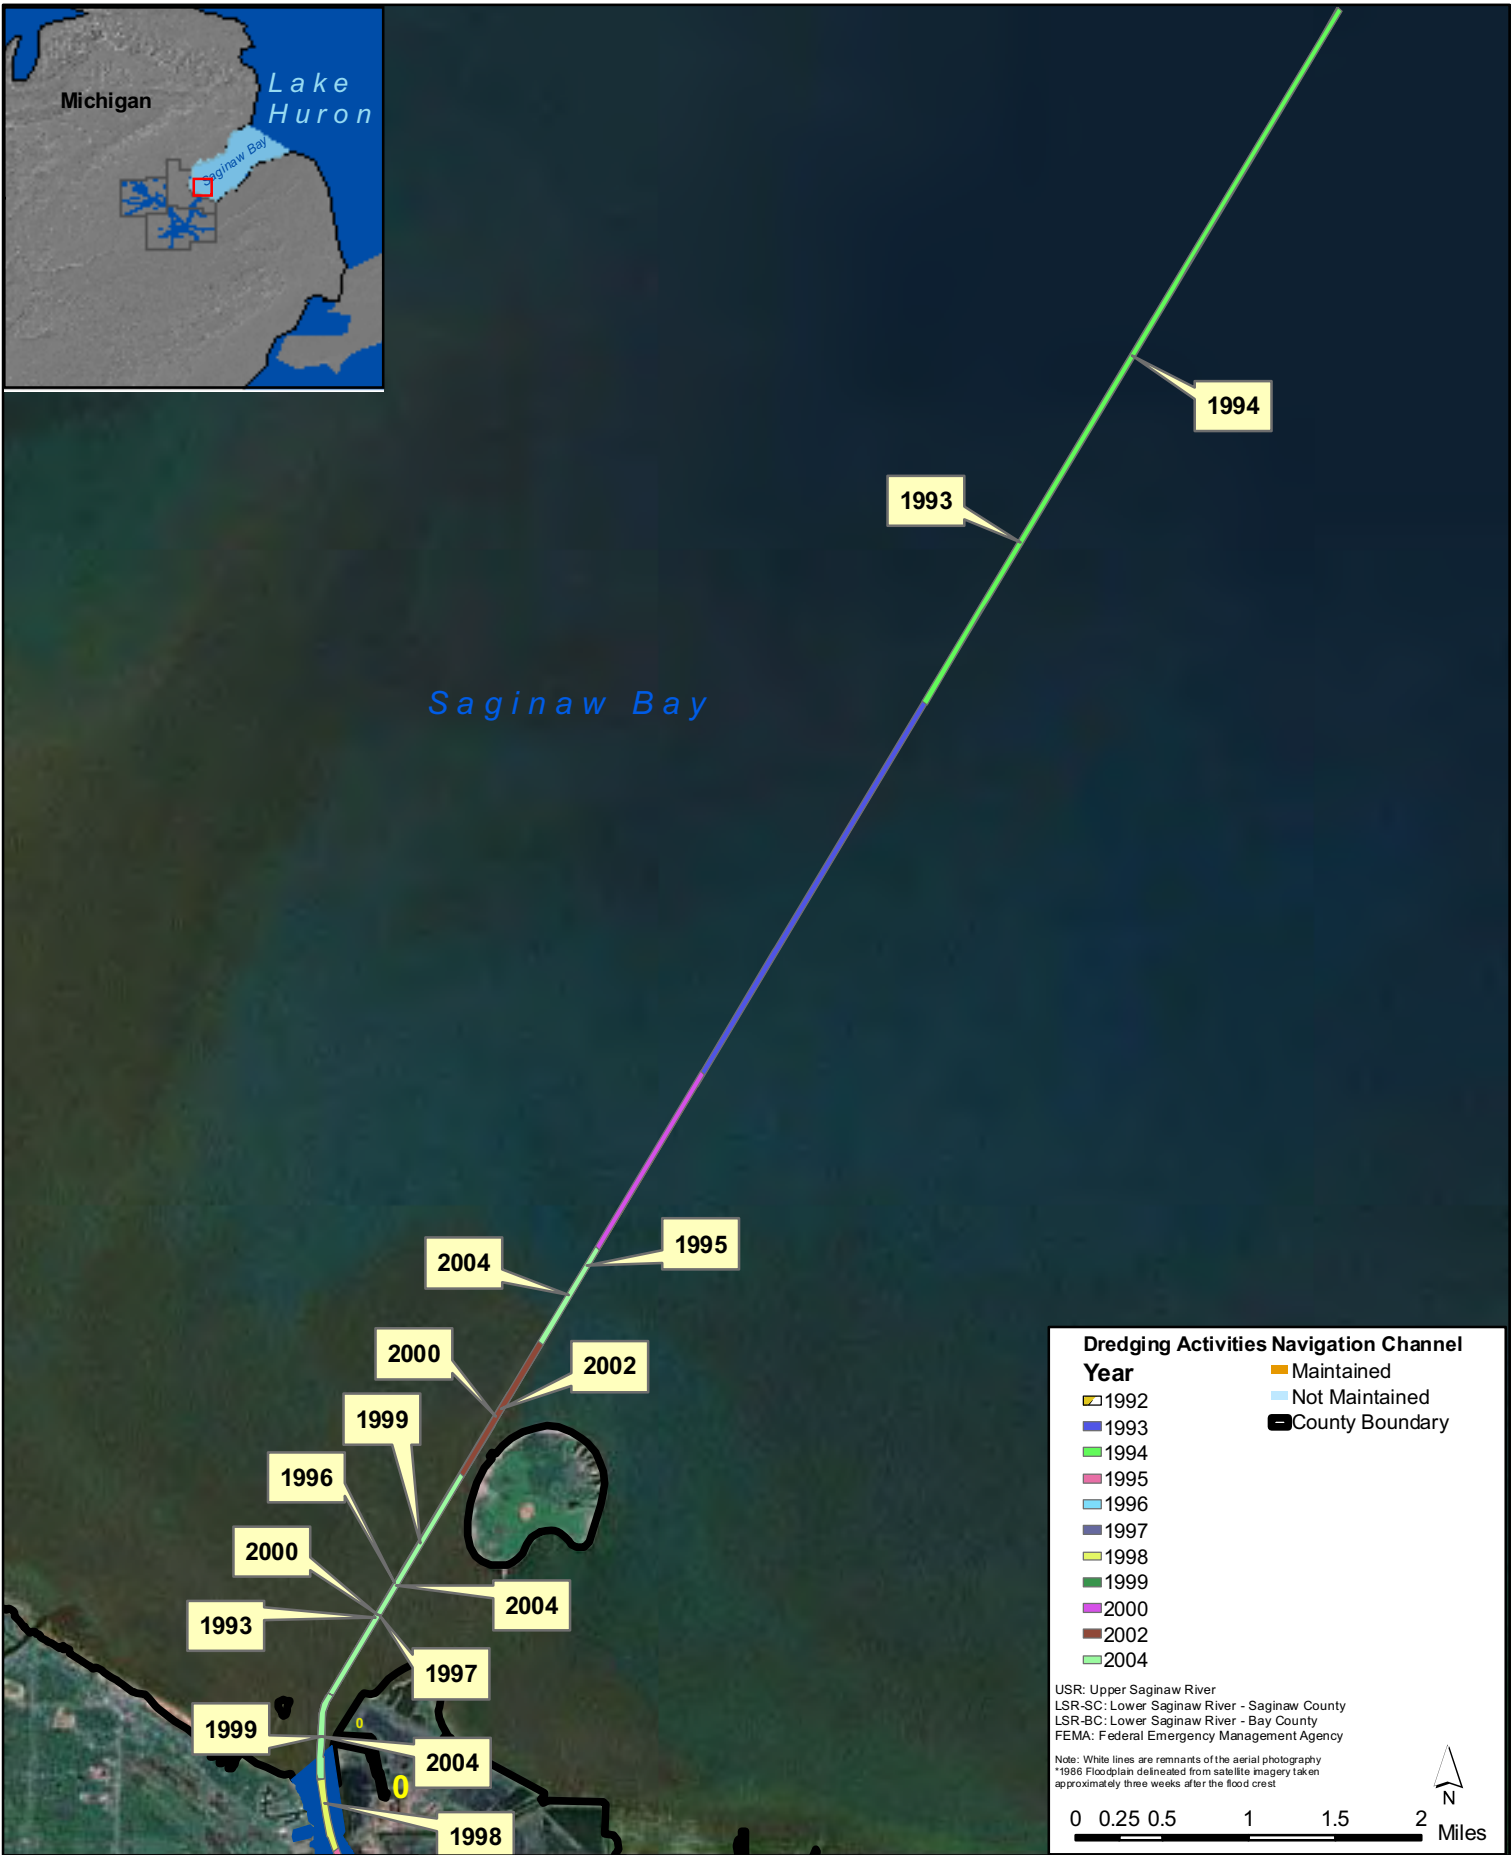 Michigan
Lake
Huron
Saginaw Bay
1994
1993
Saginaw Bay
1995
2004
2000
2002
1999
1996
2000
2004
1993
1997
1999
0
2004
0
1998
Dredging Activities Navigation Channel
Year
Maintained
1992
Not Maintained
1993
County Boundary
1994
1995
1996
1997
1998
1999
2000
2002
2004
USR: Upper Saginaw River
LSR-SC: Lower Saginaw River - Saginaw County
LSR-BC: Lower Saginaw River - Bay County
FEMA: Federal Emergency Management Agency
Note: White lines are remnants of the aerial photography
*1986 Floodplain delineated from satellite imagery taken
approximately three weeks after the flood crest
N
0 0.25 0.5 1 1.5 2
Miles